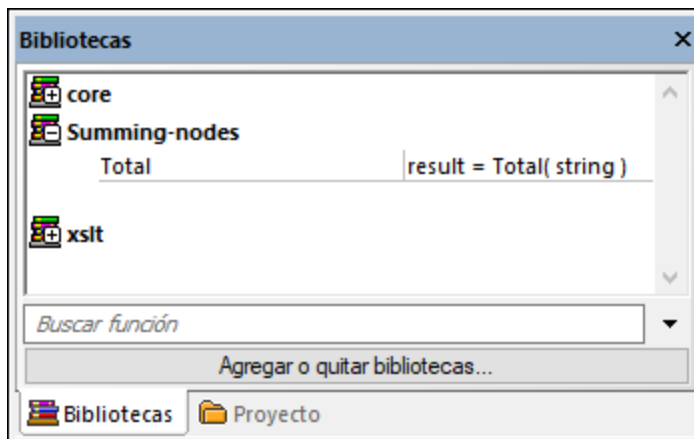 Bibliotecas
core
Summing-nodes
Total result = Total( string )
xslt
Buscar función
Agregar o quitar bibliotecas...
Bibliotecas Proyecto